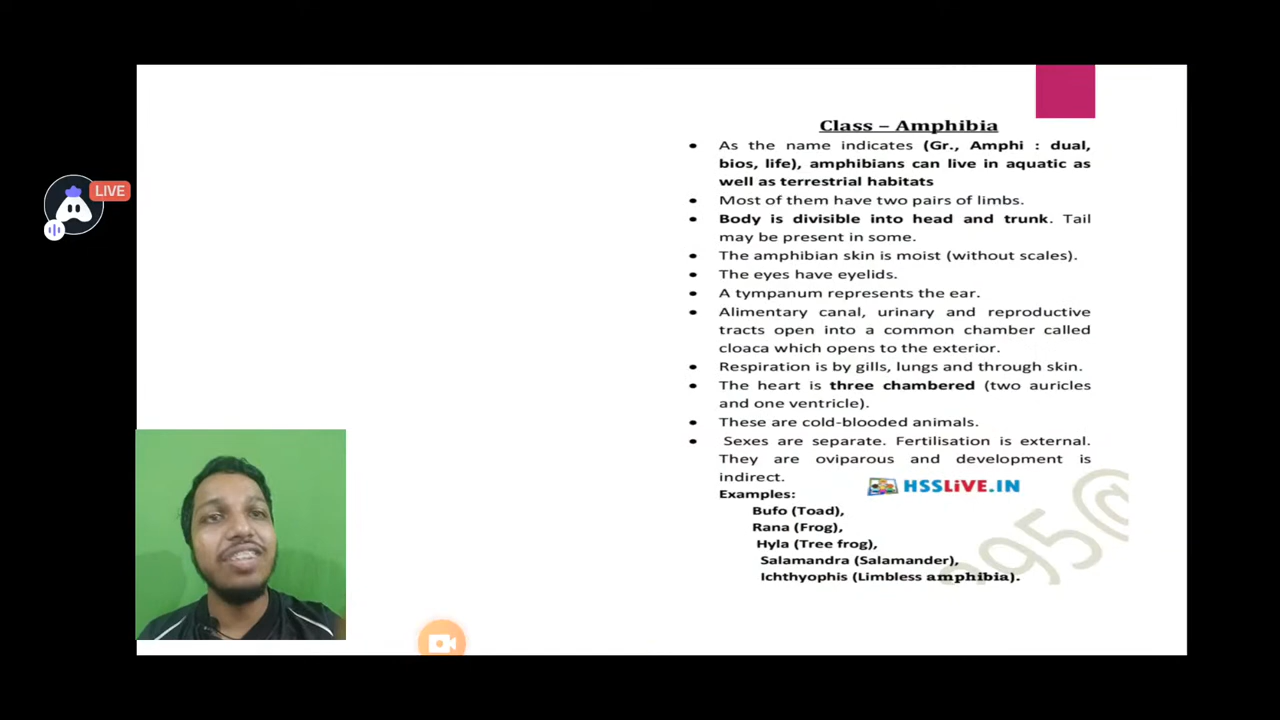 LIVE
Class – Amphibia
• As the name indicates (Gr., Amphi : dual,
bios, life), amphibians can live in aquatic as
well as terrestrial habitats
• Most of them have two pairs of limbs.
• Body is divisible into head and trunk. Tail
may be present in some.
• The amphibian skin is moist (without scales).
• The eyes have eyelids.
• A tympanum represents the ear.
• Alimentary canal, urinary and reproductive
tracts open into a common chamber called
cloaca which opens to the exterior.
• Respiration is by gills, lungs and through skin.
• The heart is three chambered (two auricles
and one ventricle).
• These are cold-blooded animals.
• Sexes are separate. Fertilisation is external.
They are oviparous and development is
indirect.
HSSLiVE.IN
Examples:
Bufo (Toad),
Rana (Frog),
Hyla (Tree frog),
Salamandra (Salamander),
Ichthyophis (Limbless amphibia).